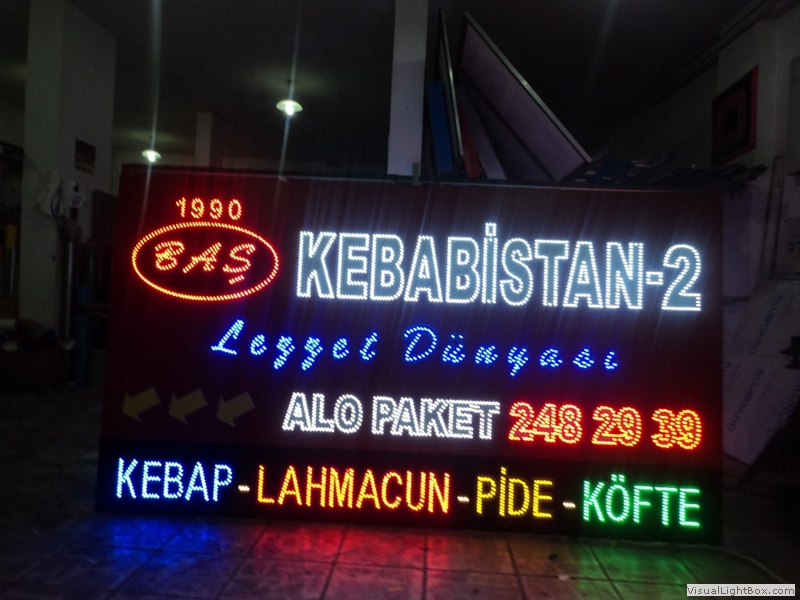 1990
BAŞ
KEBABİSTAN-2
Lezzet Dünyası
ALO PAKET 248 29 39
KEBAP - LAHMACUN - PİDE - KÖFTE
VisualLightBox.com